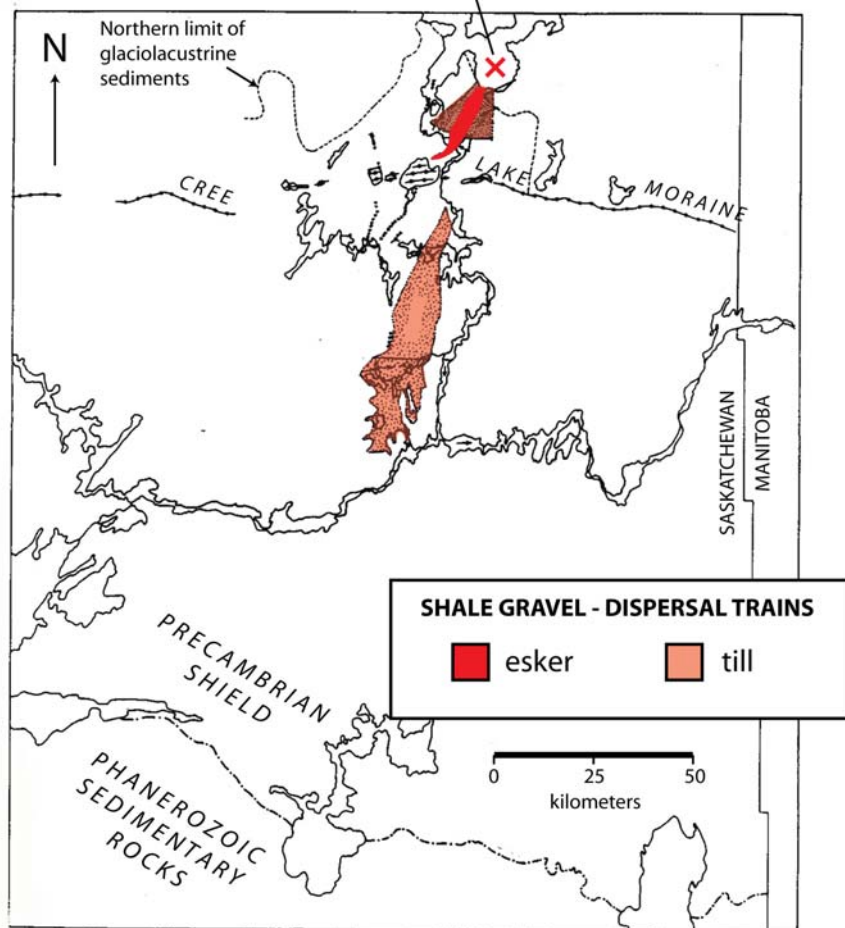 Northern limit of
glaciolacustrine
sediments
N
CREE
LAKE
MORAINE
SASKATCHEWAN
MANITOBA
SHALE GRAVEL - DISPERSAL TRAINS
esker
till
PRECAMBRIAN
SHIELD
0
25
50
kilometers
PHANEROZOIC
SEDIMENTARY
ROCKS